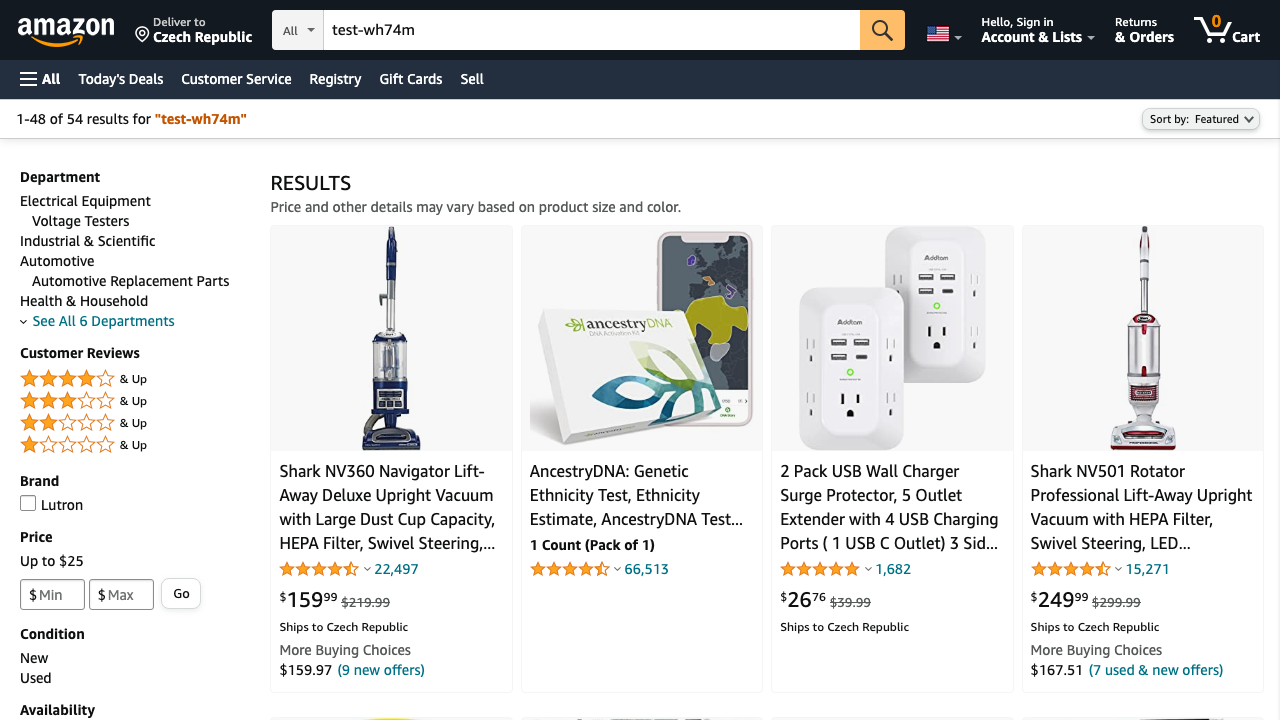 amazon
Deliver to
Czech Republic
All
test-wh74m
Hello, Sign in
Account & Lists
Returns
& Orders
0
Cart
All
Today's Deals
Customer Service
Registry
Gift Cards
Sell
1-48 of 54 results for "test-wh74m"
Sort by: Featured
Department
Electrical Equipment
Voltage Testers
Industrial & Scientific
Automotive
Automotive Replacement Parts
Health & Household
See All 6 Departments
Customer Reviews
& Up
& Up
& Up
& Up
Brand
Lutron
Price
Up to $25
$ Min
$ Max
Go
Condition
New
Used
Availability
RESULTS
Price and other details may vary based on product size and color.
Shark NV360 Navigator Lift-
Away Deluxe Upright Vacuum
with Large Dust Cup Capacity,
HEPA Filter, Swivel Steering,...
22,497
$159.99 $219.99
Ships to Czech Republic
More Buying Choices
$159.97 (9 new offers)
ancestryDNA
DNA Activation Kit
AncestryDNA: Genetic
Ethnicity Test, Ethnicity
Estimate, AncestryDNA Test...
1 Count (Pack of 1)
66,513
Addtam
Addtam
2 Pack USB Wall Charger
Surge Protector, 5 Outlet
Extender with 4 USB Charging
Ports ( 1 USB C Outlet) 3 Sid...
1,682
$26.76 $39.99
Ships to Czech Republic
Shark NV501 Rotator
Professional Lift-Away Upright
Vacuum with HEPA Filter,
Swivel Steering, LED...
15,271
$249.99 $299.99
Ships to Czech Republic
More Buying Choices
$167.51 (7 used & new offers)